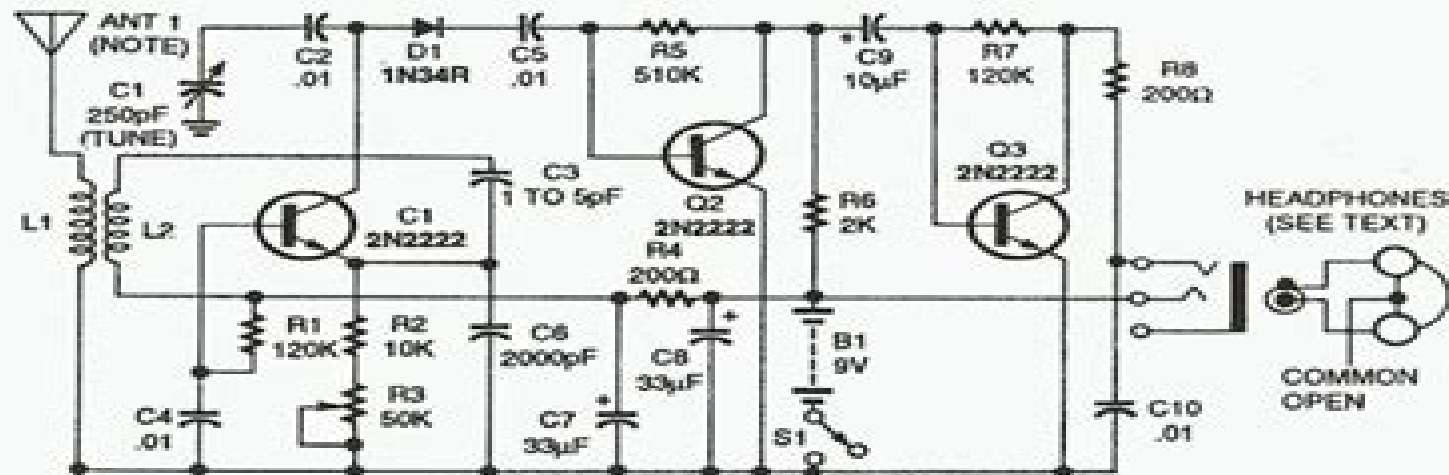 ANT 1
(NOTE)
C1
250pF
(TUNE)
C2
.01
D1
1N34R
C5
.01
R5
510K
C9
10µF
R7
120K
R8
200Ω
L1
L2
C1
2N2222
C3
1 TO 5pF
Q2
2N2222
R6
2K
Q3
2N2222
HEADPHONES
(SEE TEXT)
R4
200Ω
R1
120K
R2
10K
C6
2000pF
C8
33µF
B1
9V
R3
50K
C4
.01
C7
33µF
S1
C10
.01
COMMON
OPEN